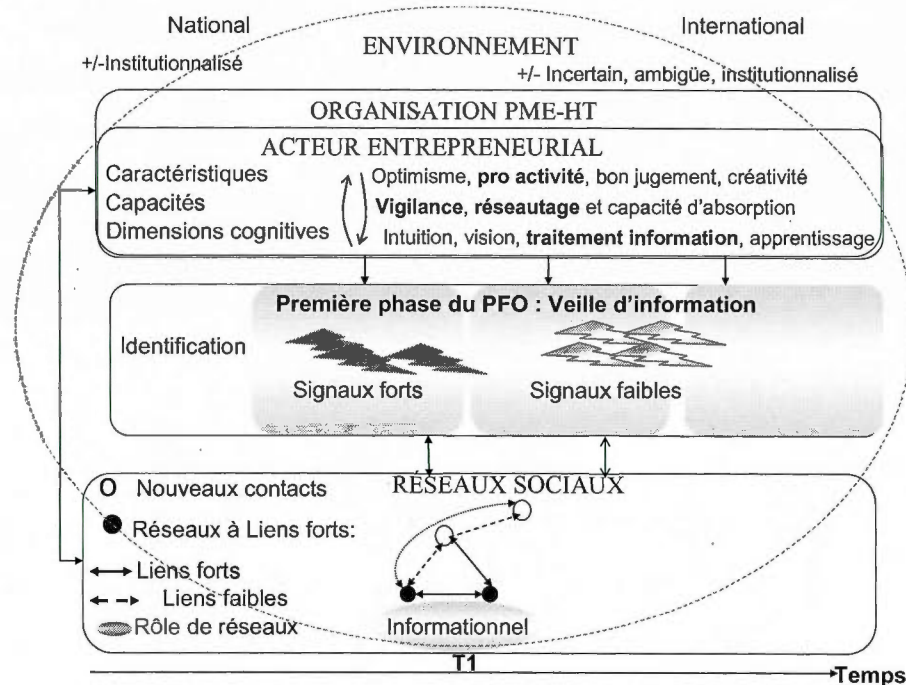 National
International
ENVIRONNEMENT
+/-Institutionnalisé
+/- Incertain, ambigüe, institutionnalisé
ORGANISATION PME-HT
ACTEUR ENTREPRENEURIAL
Caractéristiques
Optimisme, pro activité, bon jugement, créativité
Capacités
Vigilance, réseautage et capacité d'absorption
Dimensions cognitives
Intuition, vision, traitement information, apprentissage
Première phase du PFO : Veille d'information
Identification
Signaux forts
Signaux faibles
RÉSEAUX SOCIAUX
O Nouveaux contacts
Réseaux à Liens forts:
Liens forts
Liens faibles
Rôle de réseaux
Informationnel
T1
Temps